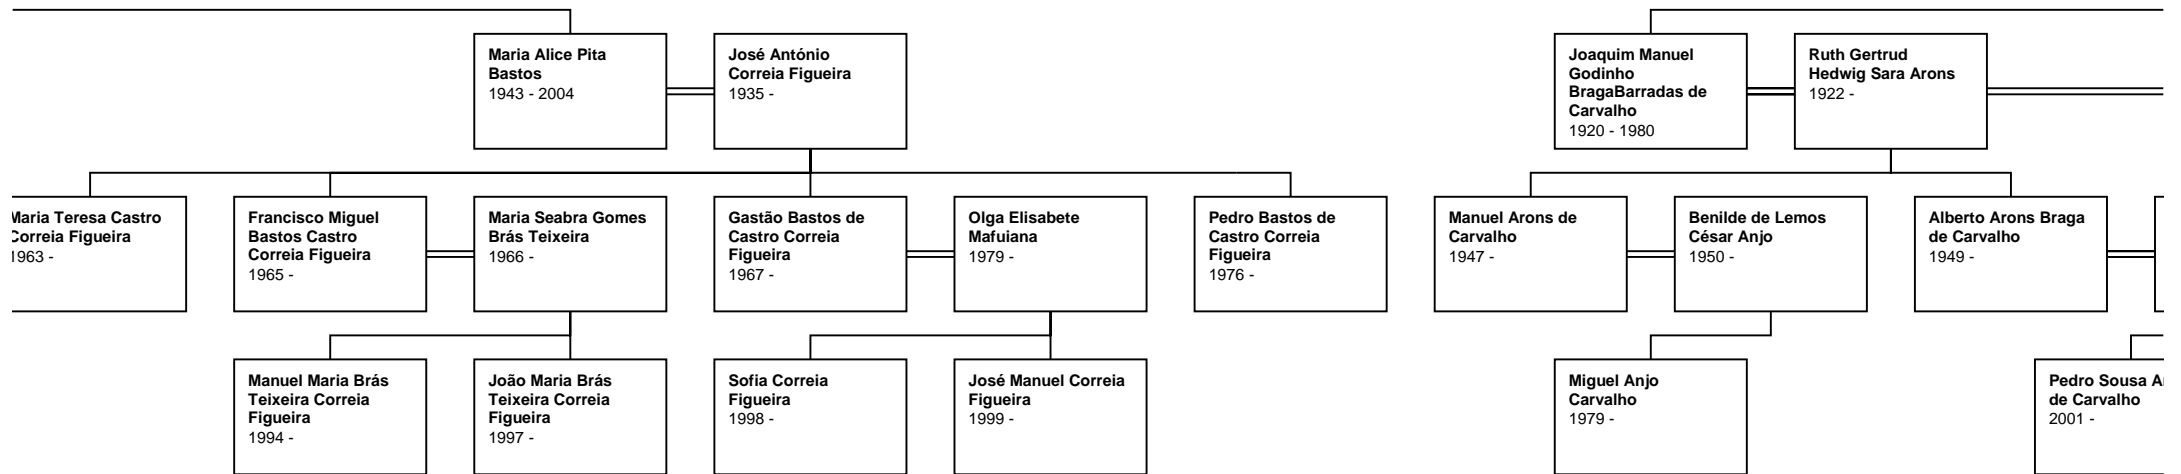 Maria Alice Pita
Bastos
1943 - 2004
José António
Correia Figueira
1935 -
Joaquim Manuel
Godinho
BragaBarradas de
Carvalho
1920 - 1980
Ruth Gertrud
Hedwig Sara Arons
1922 -
Maria Teresa Castro
Correia Figueira
1963 -
Francisco Miguel
Bastos Castro
Correia Figueira
1965 -
Maria Seabra Gomes
Brás Teixeira
1966 -
Gastão Bastos de
Castro Correia
Figueira
1967 -
Olga Elisabete
Mafuiana
1979 -
Pedro Bastos de
Castro Correia
Figueira
1976 -
Manuel Arons de
Carvalho
1947 -
Benilde de Lemos
César Anjo
1950 -
Alberto Arons Braga
de Carvalho
1949 -
Manuel Maria Brás
Teixeira Correia
Figueira
1994 -
João Maria Brás
Teixeira Correia
Figueira
1997 -
Sofia Correia
Figueira
1998 -
José Manuel Correia
Figueira
1999 -
Miguel Anjo
Carvalho
1979 -
Pedro Sousa
de Carvalho
2001 -